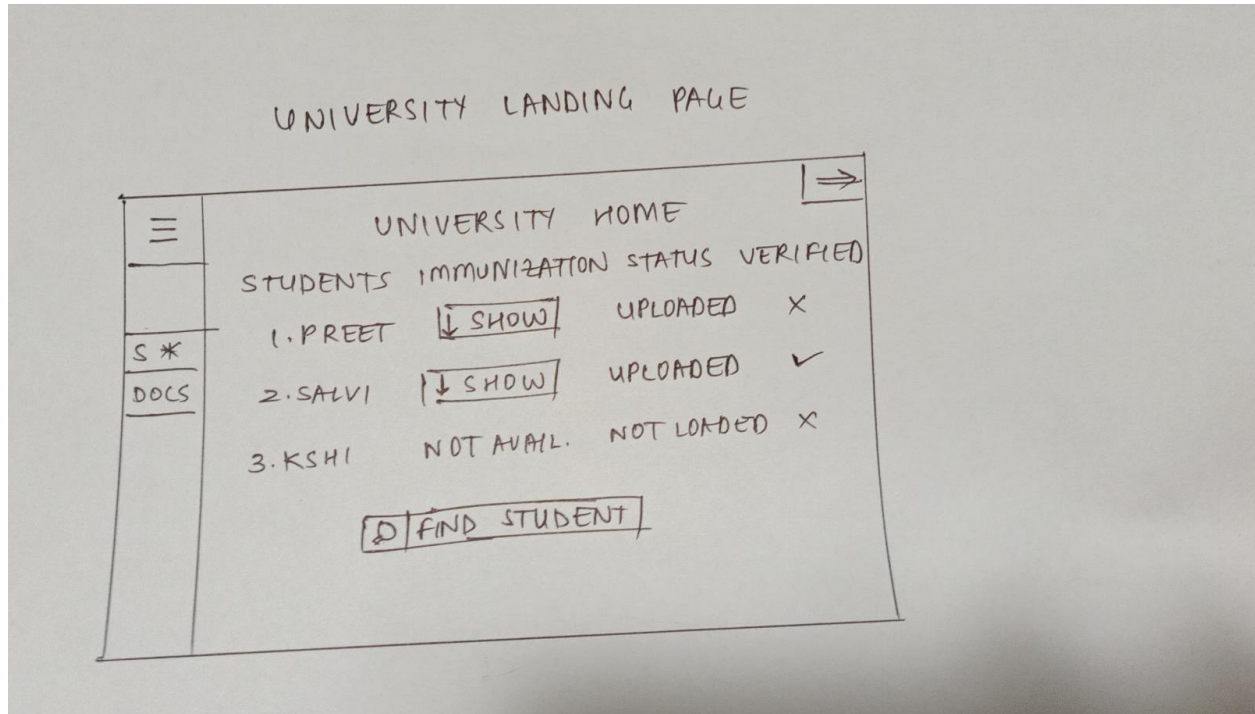 UNIVERSITY LANDING PAGE
UNIVERSITY HOME
STUDENTS IMMUNIZATION STATUS VERIFIED
1. PREET ↓ SHOW UPLOADED ×
S *
2. SALVI ↓ SHOW UPLOADED ✓
DOCS
3. KSHI NOT AVAIL. NOT LOADED ×
FIND STUDENT